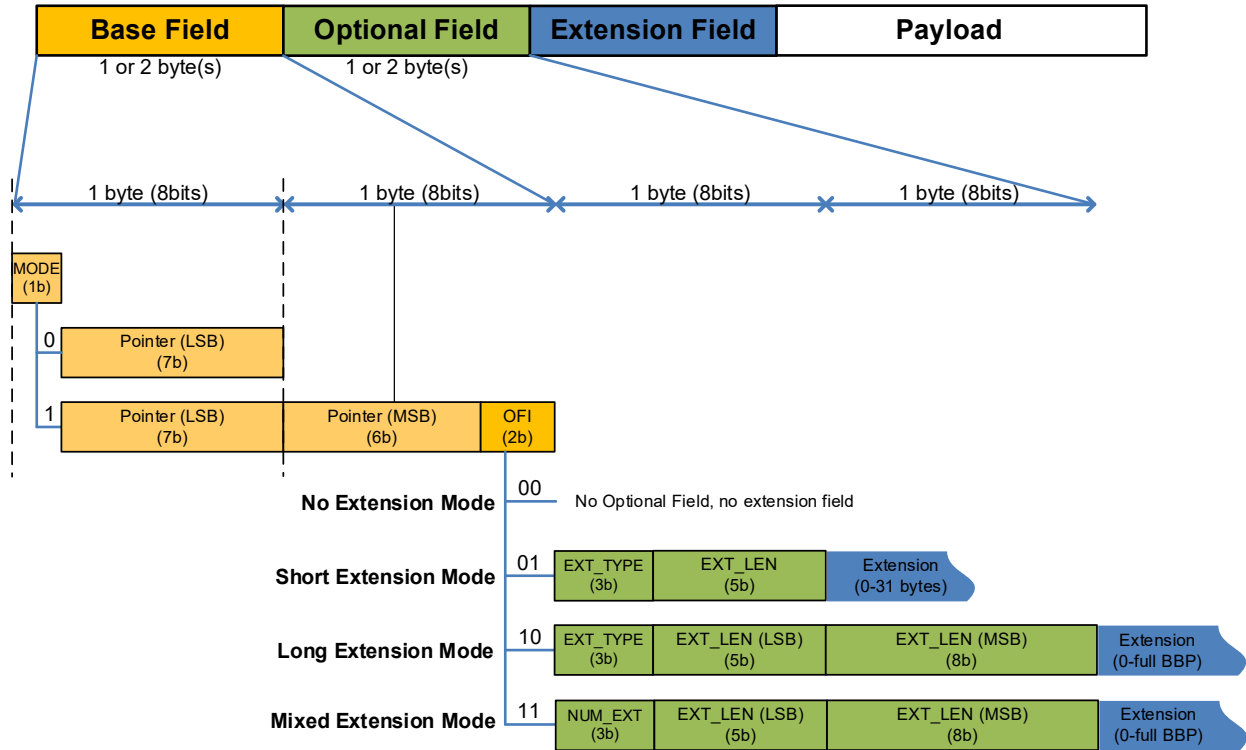 Base Field
Optional Field
Extension Field
Payload
1 or 2 byte(s)
1 or 2 byte(s)
1 byte (8bits)
1 byte (8bits)
1 byte (8bits)
1 byte (8bits)
MODE
(1b)
0
Pointer (LSB)
(7b)
1
Pointer (LSB)
(7b)
Pointer (MSB)
(6b)
OFI
(2b)
No Extension Mode
00
No Optional Field, no extension field
Short Extension Mode
01
EXT_TYPE
(3b)
EXT_LEN
(5b)
Extension
(0-31 bytes)
Long Extension Mode
10
EXT_TYPE
(3b)
EXT_LEN (LSB)
(5b)
EXT_LEN (MSB)
(8b)
Extension
(0-full BBP)
Mixed Extension Mode
11
NUM_EXT
(3b)
EXT_LEN (LSB)
(5b)
EXT_LEN (MSB)
(8b)
Extension
(0-full BBP)